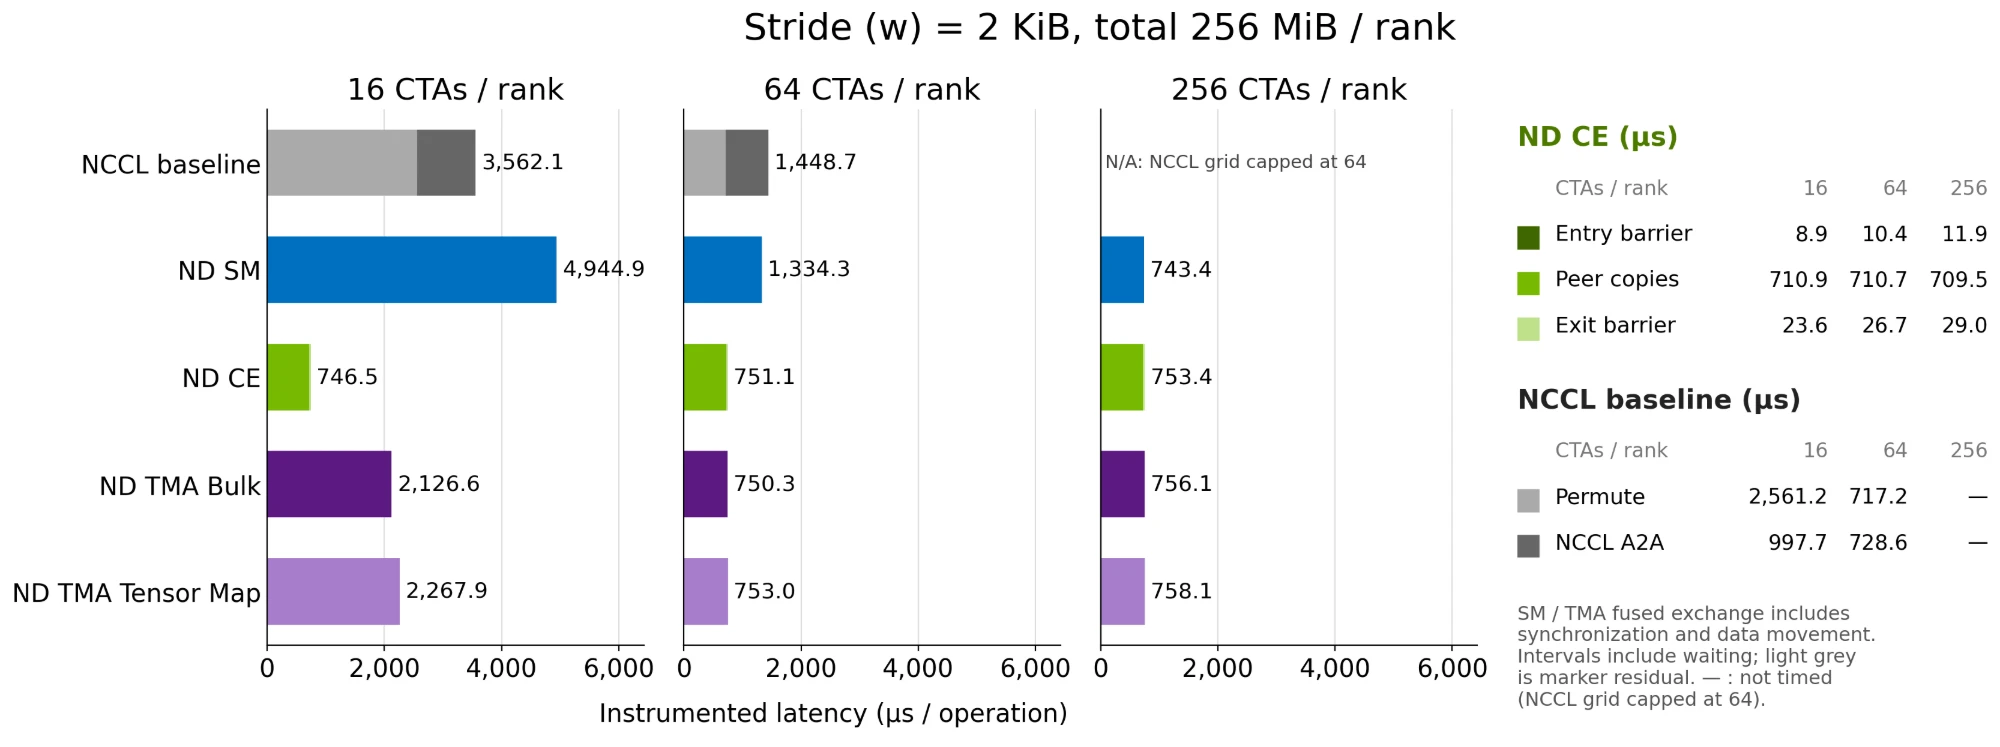 Stride (w) = 2 KiB, total 256 MiB / rank
16 CTAs / rank
64 CTAs / rank
256 CTAs / rank
NCCL baseline
3,562.1
1,448.7
N/A: NCCL grid capped at 64
ND SM
4,944.9
1,334.3
743.4
ND CE
746.5
751.1
753.4
ND TMA Bulk
2,126.6
750.3
756.1
ND TMA Tensor Map
2,267.9
753.0
758.1
0 2,000 4,000 6,000
0 2,000 4,000 6,000
0 2,000 4,000 6,000
Instrumented latency (µs / operation)
ND CE (µs)
CTAs / rank 16 64 256
Entry barrier 8.9 10.4 11.9
Peer copies 710.9 710.7 709.5
Exit barrier 23.6 26.7 29.0
NCCL baseline (µs)
CTAs / rank 16 64 256
Permute 2,561.2 717.2 —
NCCL A2A 997.7 728.6 —
SM / TMA fused exchange includes
synchronization and data movement.
Intervals include waiting; light grey
is marker residual. — : not timed
(NCCL grid capped at 64).